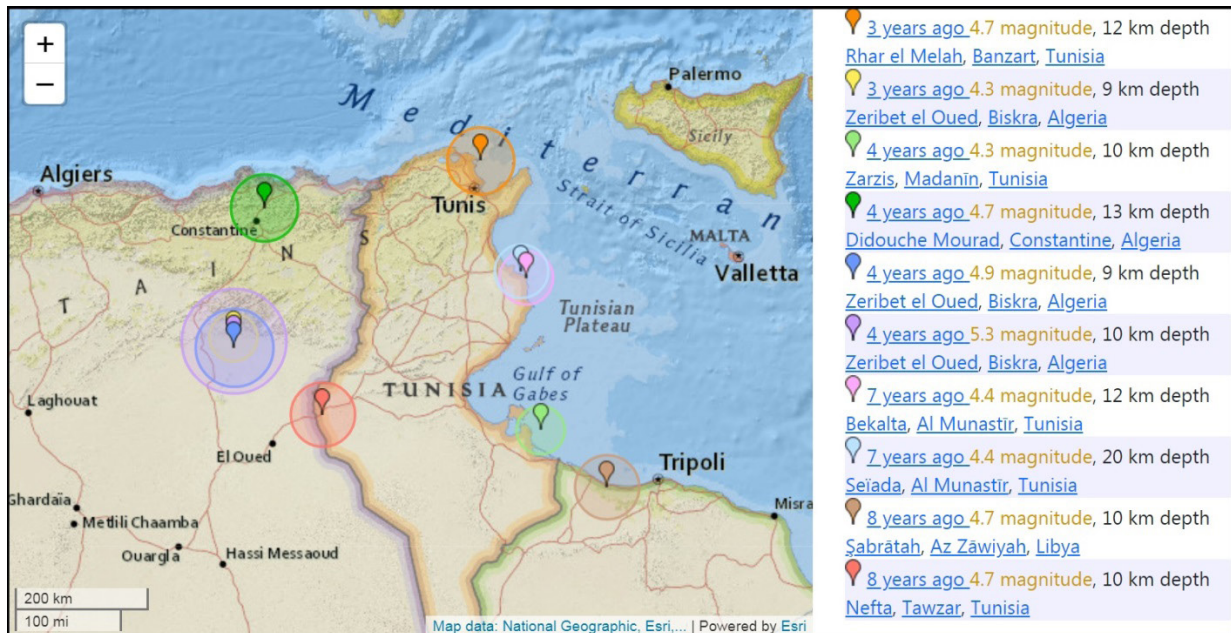 +
−
Palermo
Mediterran
Sicily
Algiers
Tunis
Strait of Sicily
Constantine
MALTA
Valletta
TAINS
Tunisian
Plateau
TUNISIA
Gulf of
Gabes
Laghouat
El Oued
Tripoli
Ghardaïa
Misra
Metlili Chaamba
Ouargla
Hassi Messaoud
200 km
100 mi
Map data: National Geographic, Esri,... | Powered by Esri
3 years ago 4.7 magnitude, 12 km depth
Rhar el Melah, Banzart, Tunisia
3 years ago 4.3 magnitude, 9 km depth
Zeribet el Oued, Biskra, Algeria
4 years ago 4.3 magnitude, 10 km depth
Zarzis, Madanīn, Tunisia
4 years ago 4.7 magnitude, 13 km depth
Didouche Mourad, Constantine, Algeria
4 years ago 4.9 magnitude, 9 km depth
Zeribet el Oued, Biskra, Algeria
4 years ago 5.3 magnitude, 10 km depth
Zeribet el Oued, Biskra, Algeria
7 years ago 4.4 magnitude, 12 km depth
Bekalta, Al Munastīr, Tunisia
7 years ago 4.4 magnitude, 20 km depth
Seïada, Al Munastīr, Tunisia
8 years ago 4.7 magnitude, 10 km depth
Şabrātah, Az Zāwiyah, Libya
8 years ago 4.7 magnitude, 10 km depth
Nefta, Tawzar, Tunisia